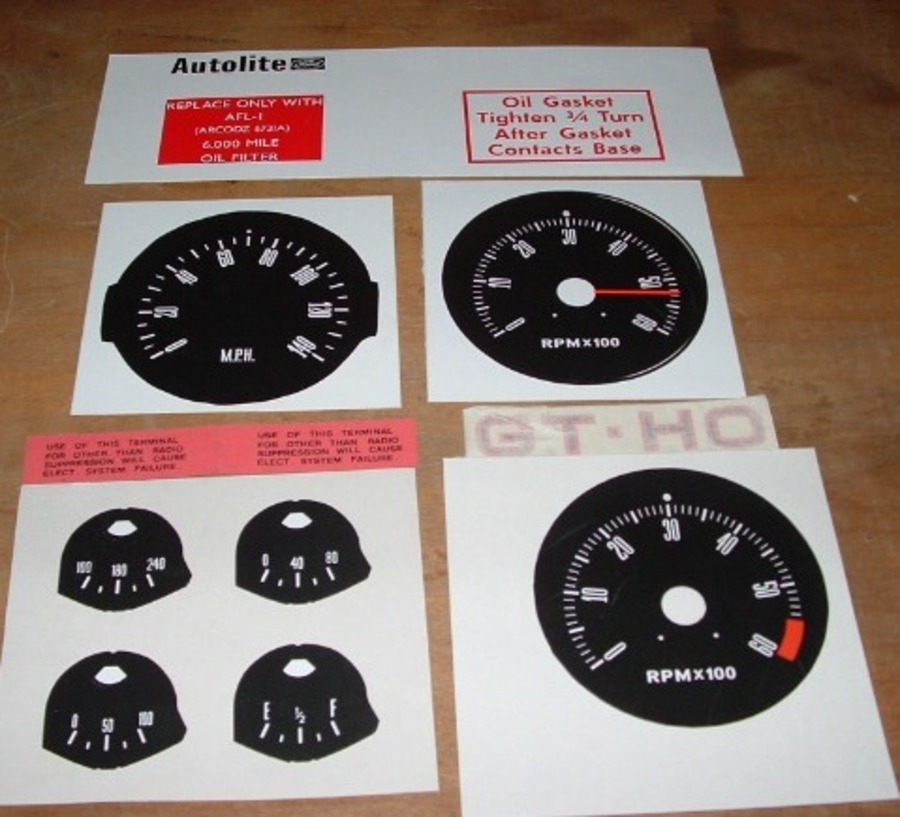 Autolite
REPLACE ONLY WITH
AFL-1
6,000 MILE
OIL FILTER
Oil Gasket
Tighten ¾ Turn
After Gasket
Contacts Base
0 20 40 60 80 100 120 140
M.P.H.
0 10 20 30 40 50 60
RPM X 100
USE OF THIS TERMINAL
FOR OTHER THAN RADIO
SUPPRESSION WILL CAUSE
ELECT. SYSTEM FAILURE.
USE OF THIS TERMINAL
FOR OTHER THAN RADIO
SUPPRESSION WILL CAUSE
ELECT. SYSTEM FAILURE.
GT·HO
100 180 240
0 40 80
0 50 100
E ½ F
0 10 20 30 40 50 60
RPM X 100